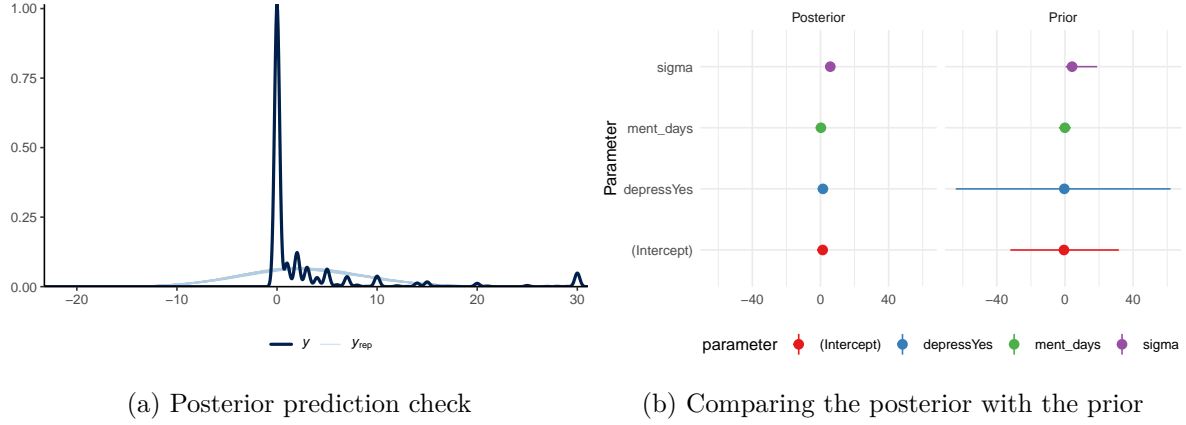 1.00
0.75
0.50
0.25
0.00
−20
−10
0
10
20
30
y
yrep
(a) Posterior prediction check
Posterior
Prior
Parameter
sigma
ment_days
depressYes
(Intercept)
−40
0
40
−40
0
40
parameter
(Intercept)
depressYes
ment_days
sigma
(b) Comparing the posterior with the prior